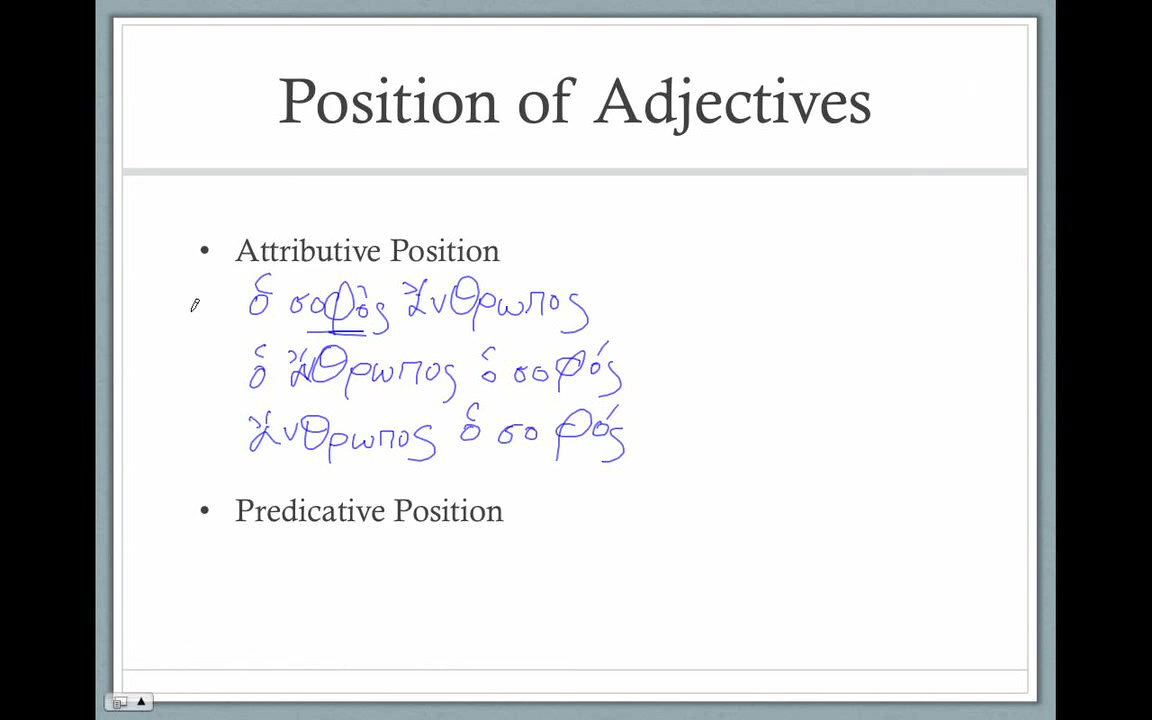 Position of Adjectives
• Attributive Position
ὁ σοφὸς ἄνθρωπος
ὁ ἄνθρωπος ὁ σοφός
ἄνθρωπος ὁ σοφός
• Predicative Position